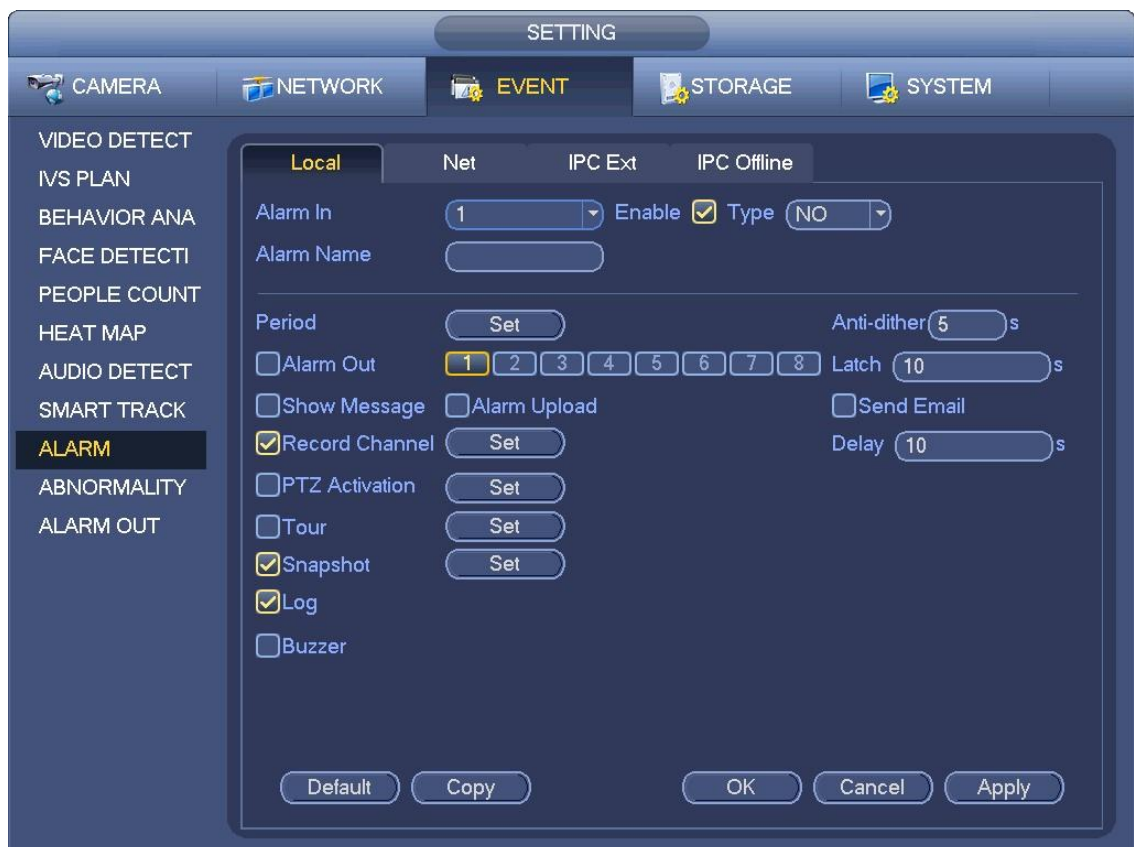 SETTING
CAMERA NETWORK EVENT STORAGE SYSTEM
VIDEO DETECT
IVS PLAN
BEHAVIOR ANA
FACE DETECTI
PEOPLE COUNT
HEAT MAP
AUDIO DETECT
SMART TRACK
ALARM
ABNORMALITY
ALARM OUT
Local Net IPC Ext IPC Offline
Alarm In 1 Enable Type NO
Alarm Name
Period Set Anti-dither 5 s
Alarm Out 1 2 3 4 5 6 7 8 Latch 10 s
Show Message Alarm Upload Send Email
Record Channel Set Delay 10 s
PTZ Activation Set
Tour Set
Snapshot Set
Log
Buzzer
Default Copy OK Cancel Apply